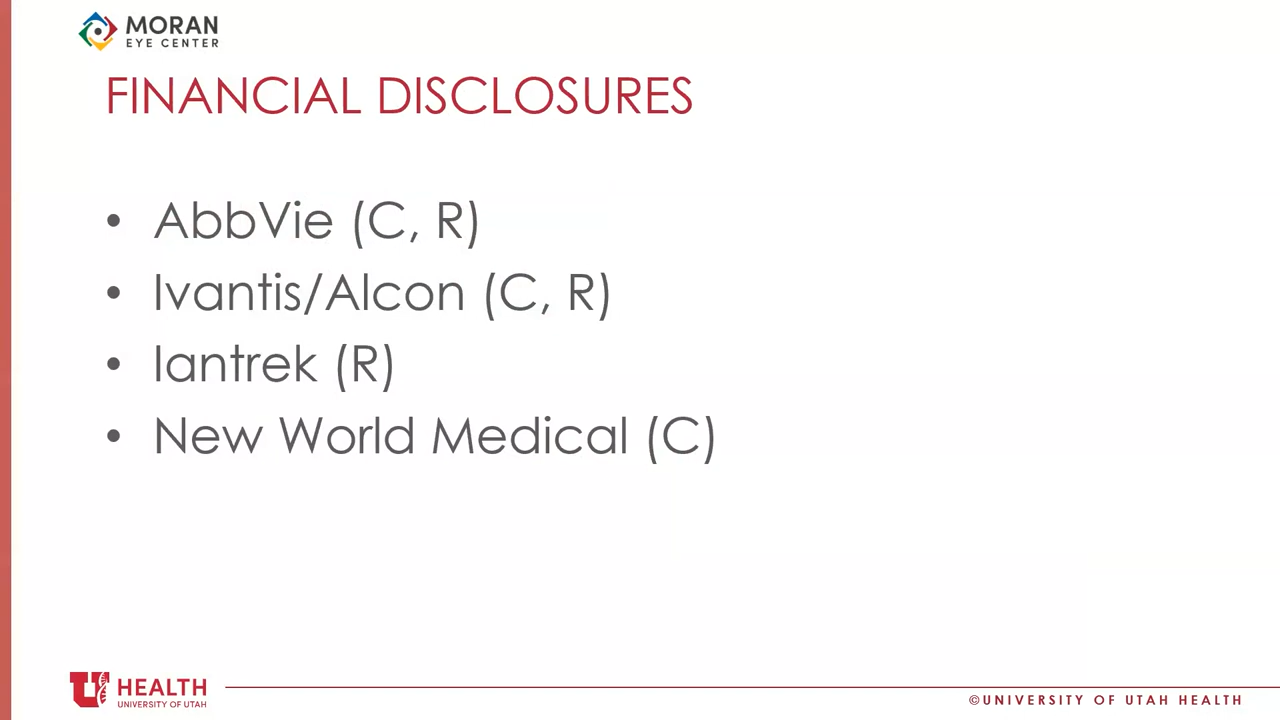 MORAN
EYE CENTER
FINANCIAL DISCLOSURES
• AbbVie (C, R)
• Ivantis/Alcon (C, R)
• Iantrek (R)
• New World Medical (C)
U HEALTH
UNIVERSITY OF UTAH
©UNIVERSITY OF UTAH HEALTH